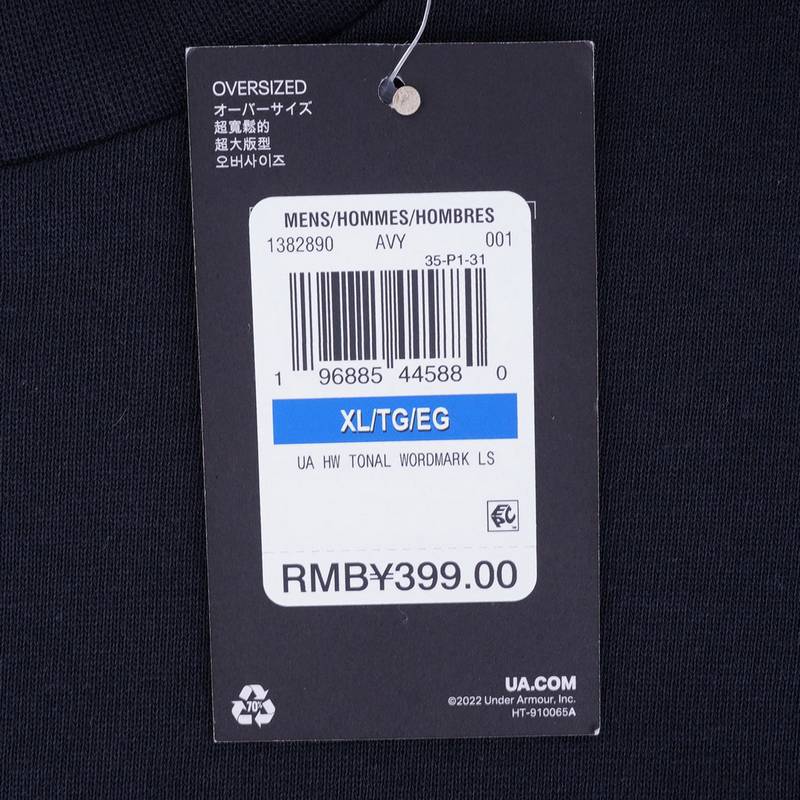 OVERSIZED
オーバーサイズ
超寬鬆的
超大版型
오버사이즈
MENS/HOMMES/HOMBRES
1382890 AVY 001
35-P1-31
1 96885 44588 0
XL/TG/EG
UA HW TONAL WORDMARK LS
EPC
RMB¥399.00
70%
UA.COM
©2022 Under Armour, Inc.
HT-910065A